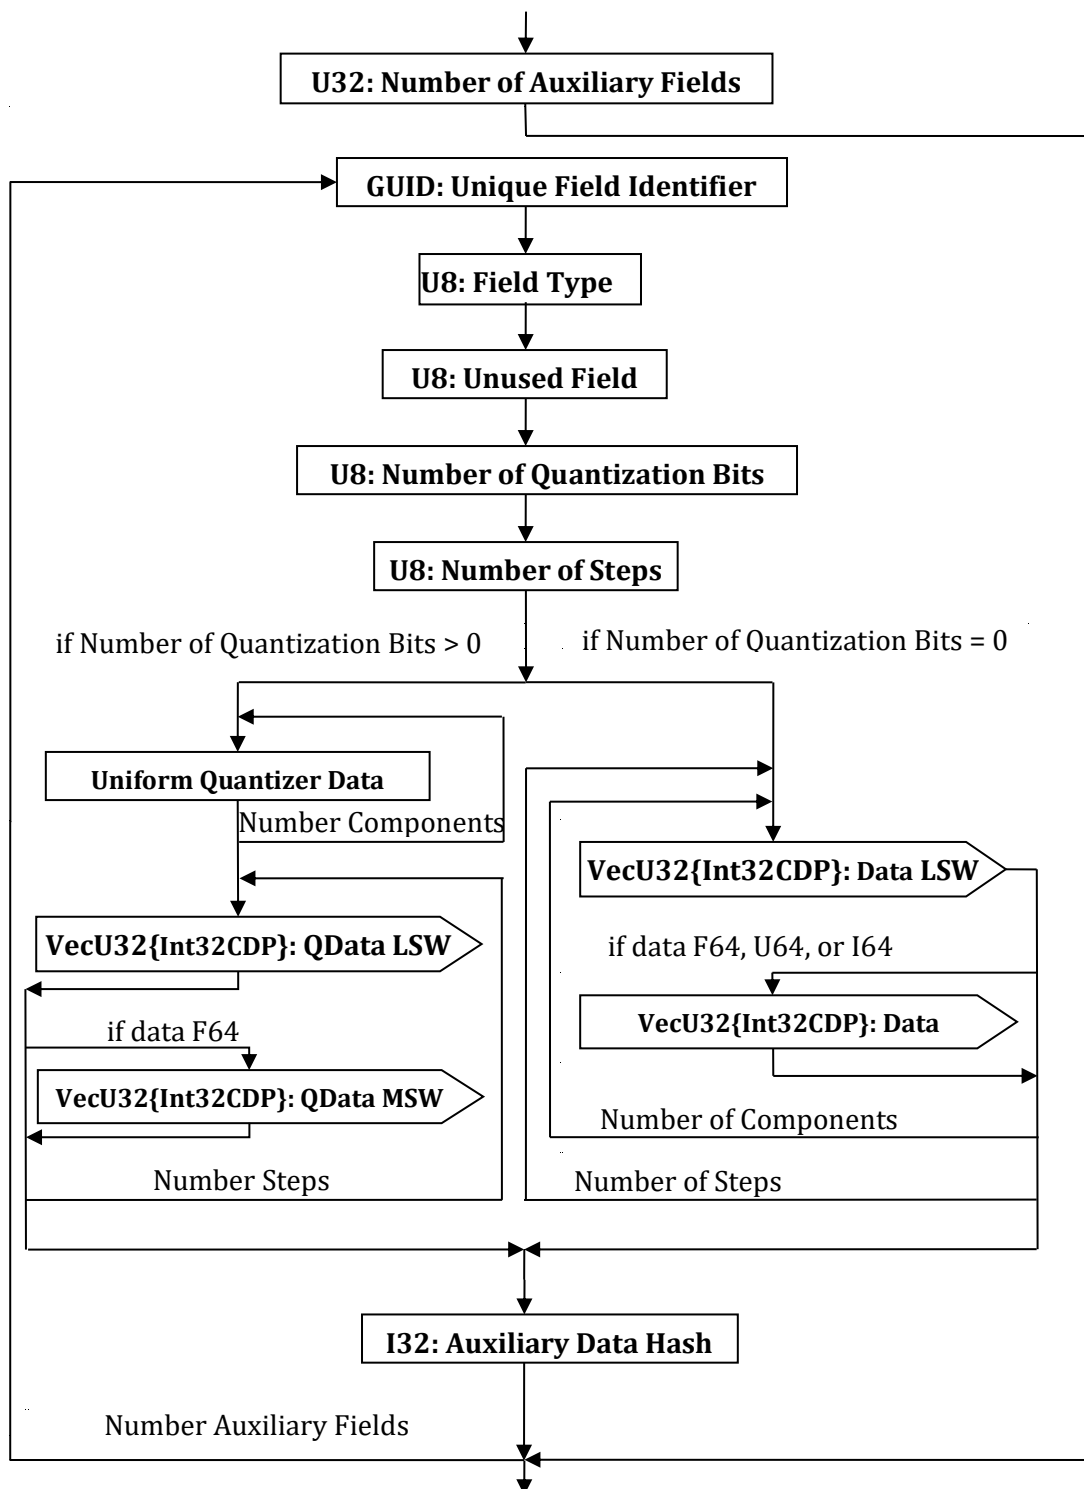 U32: Number of Auxiliary Fields
GUID: Unique Field Identifier
U8: Field Type
U8: Unused Field
U8: Number of Quantization Bits
U8: Number of Steps
if Number of Quantization Bits > 0
if Number of Quantization Bits = 0
Uniform Quantizer Data
Number Components
VecU32{Int32CDP}: QData LSW
if data F64
VecU32{Int32CDP}: QData MSW
Number Steps
VecU32{Int32CDP}: Data LSW
if data F64, U64, or I64
VecU32{Int32CDP}: Data
Number of Components
Number of Steps
I32: Auxiliary Data Hash
Number Auxiliary Fields